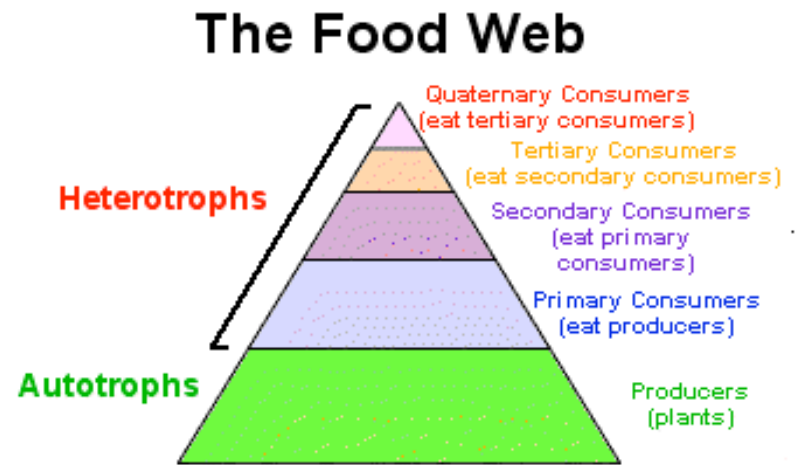 The Food Web
Quaternary Consumers
(eat tertiary consumers)
Tertiary Consumers
(eat secondary consumers)
Heterotrophs
Secondary Consumers
(eat primary
consumers)
Primary Consumers
(eat producers)
Autotrophs
Producers
(plants)